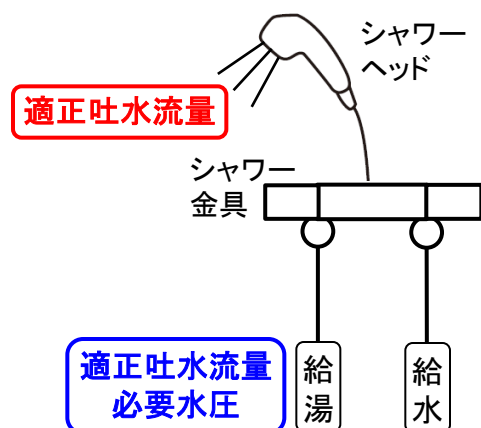 シャワー
ヘッド
適正吐水流量
シャワー
金具
適正吐水流量
必要水圧
給湯
給水